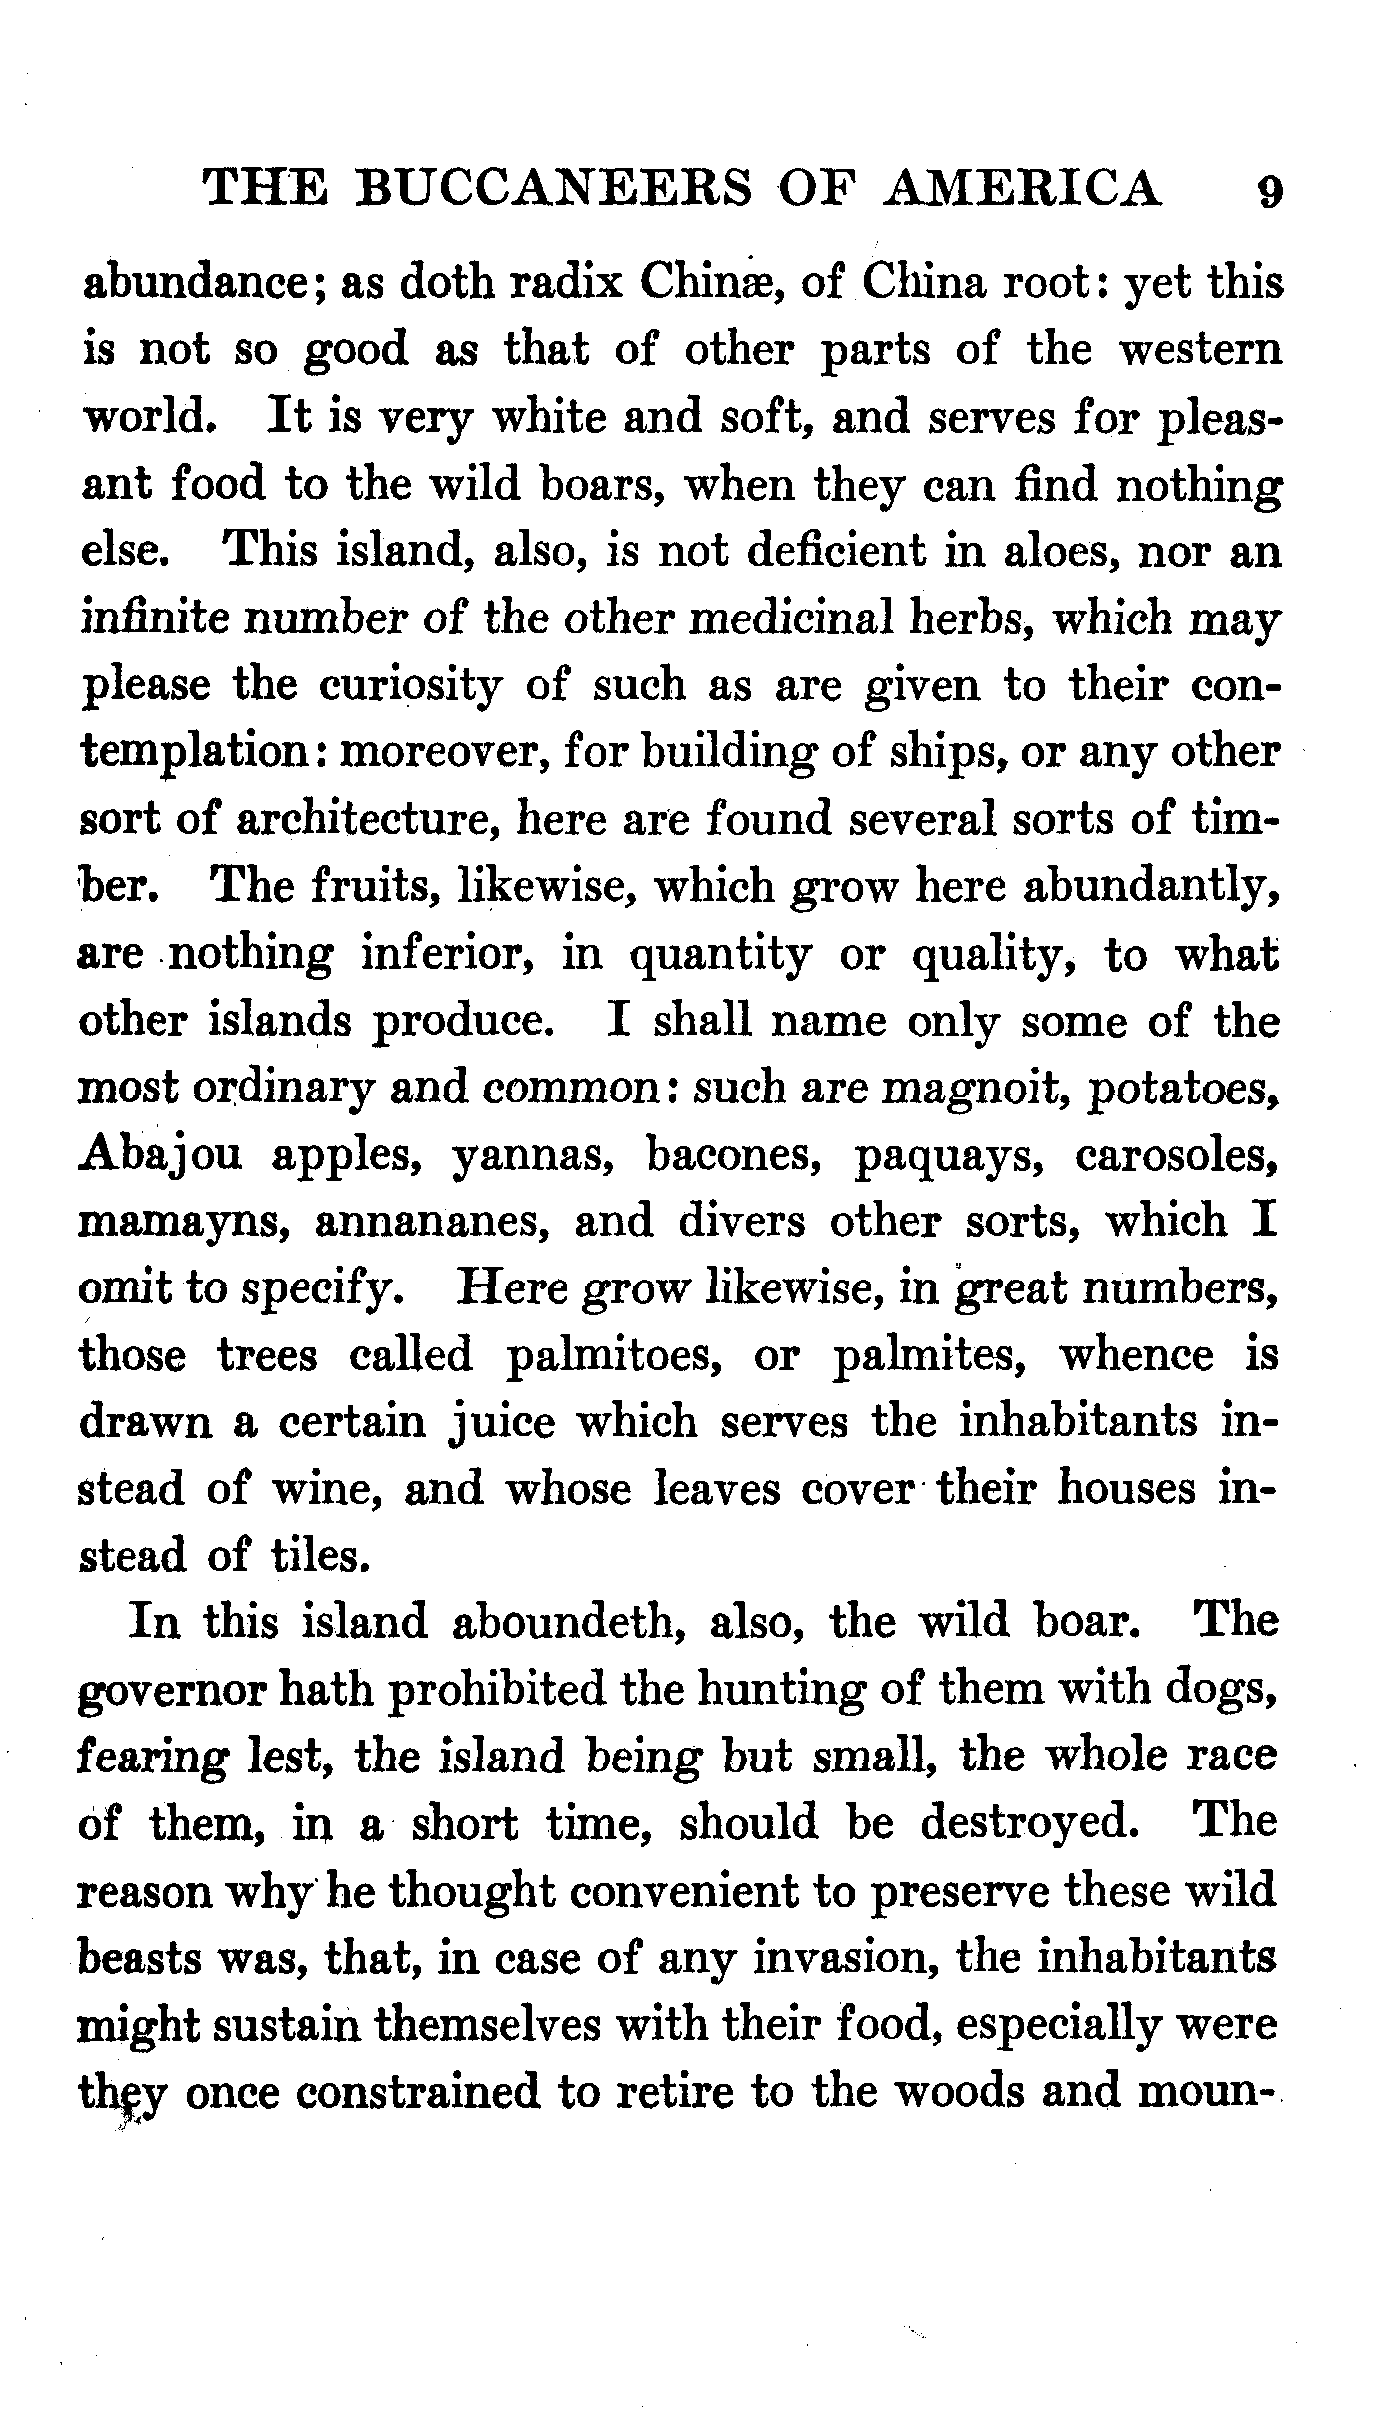 THE BUCCANEERS OF AMERICA 9
abundance; as doth radix Chinæ, of China root: yet this
is not so good as that of other parts of the western
world. It is very white and soft, and serves for pleas-
ant food to the wild boars, when they can find nothing
else. This island, also, is not deficient in aloes, nor an
infinite number of the other medicinal herbs, which may
please the curiosity of such as are given to their con-
templation: moreover, for building of ships, or any other
sort of architecture, here are found several sorts of tim-
ber. The fruits, likewise, which grow here abundantly,
are nothing inferior, in quantity or quality, to what
other islands produce. I shall name only some of the
most ordinary and common: such are magnoit, potatoes,
Abajou apples, yannas, bacones, paquays, carosoles,
mamayns, annananes, and divers other sorts, which I
omit to specify. Here grow likewise, in great numbers,
those trees called palmitoes, or palmites, whence is
drawn a certain juice which serves the inhabitants in-
stead of wine, and whose leaves cover their houses in-
stead of tiles.
In this island aboundeth, also, the wild boar. The
governor hath prohibited the hunting of them with dogs,
fearing lest, the island being but small, the whole race
of them, in a short time, should be destroyed. The
reason why he thought convenient to preserve these wild
beasts was, that, in case of any invasion, the inhabitants
might sustain themselves with their food, especially were
they once constrained to retire to the woods and moun-